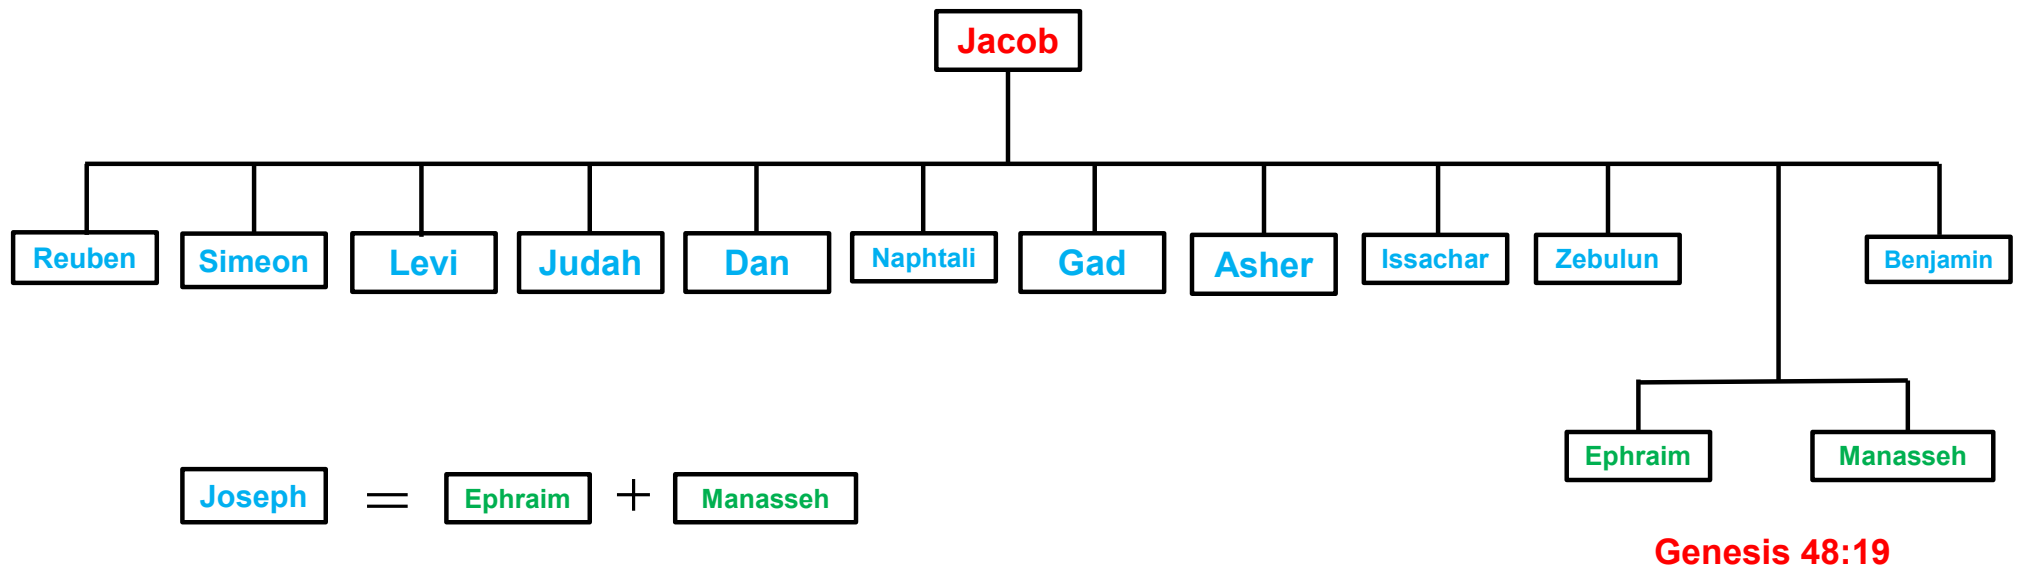 Jacob
Reuben Simeon Levi Judah Dan Naphtali Gad Asher Issachar Zebulun Benjamin
Ephraim Manasseh
Joseph = Ephraim + Manasseh
Genesis 48:19